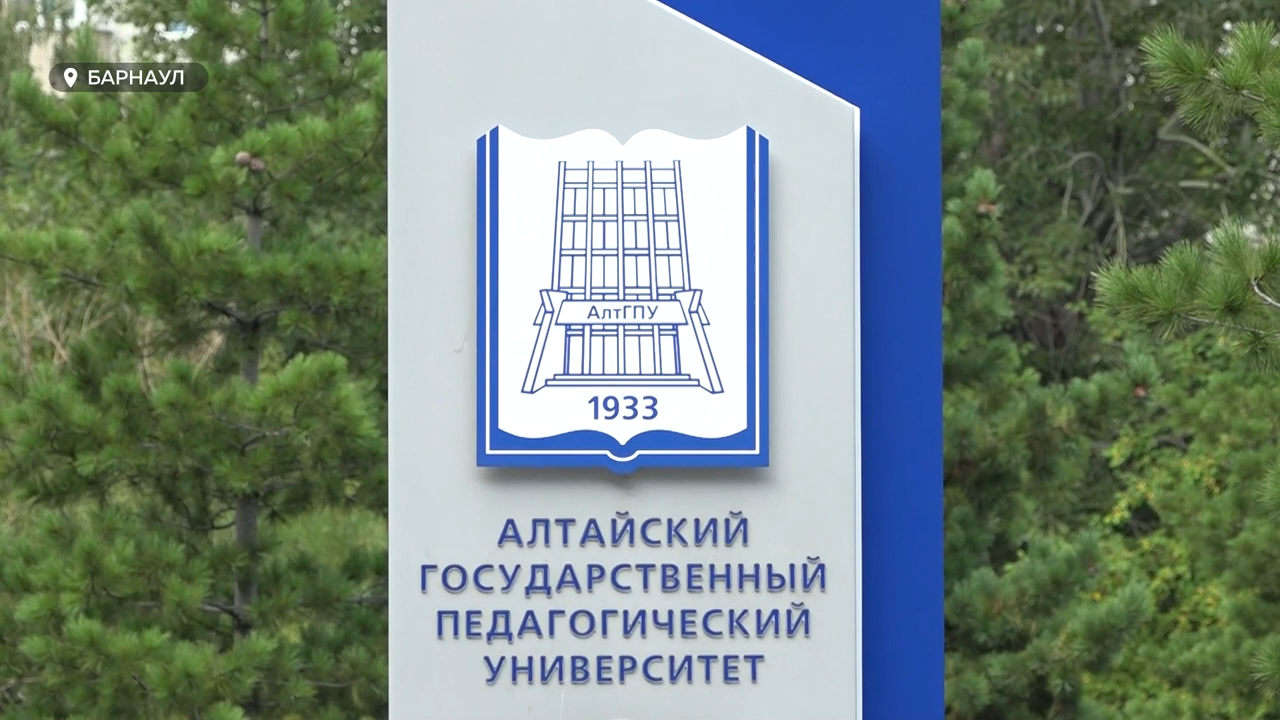 БАРНАУЛ
АлтГПУ
1933
АЛТАЙСКИЙ
ГОСУДАРСТВЕННЫЙ
ПЕДАГОГИЧЕСКИЙ
УНИВЕРСИТЕТ